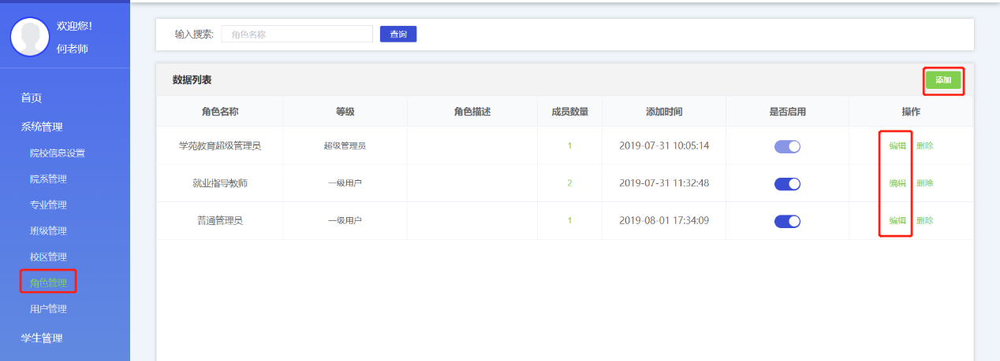 欢迎您!
何老师
首页
系统管理
院校信息设置
院系管理
专业管理
班级管理
校区管理
角色管理
用户管理
学生管理
输入搜索: 角色名称 查询
数据列表 添加
角色名称 等级 角色描述 成员数量 添加时间 是否启用 操作
学苑教育超级管理员 超级管理员 1 2019-07-31 10:05:14 编辑 删除
就业指导教师 一级用户 2 2019-07-31 11:32:48 编辑 删除
普通管理员 一级用户 1 2019-08-01 17:34:09 编辑 删除